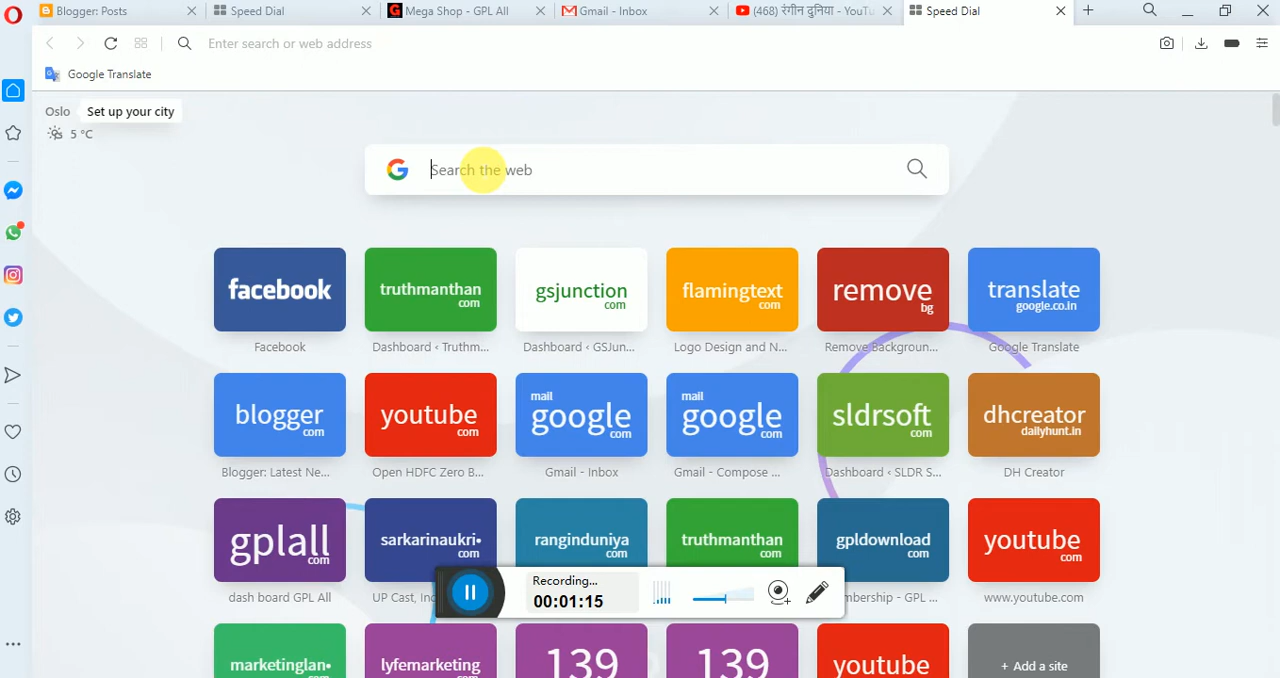 Blogger: Posts
Speed Dial
Mega Shop - GPL All
Gmail - Inbox
(468) रंगीन दुनिया - YouTu
Speed Dial
Enter search or web address
Google Translate
Oslo
Set up your city
5 °C
Search the web
facebook
truthmanthan
com
gsjunction
com
flamingtext
com
remove
bg
translate
google.co.in
Facebook
Dashboard ‹ Truthm...
Dashboard ‹ GSJun...
Logo Design and N...
Remove Backgroun...
Google Translate
blogger
com
youtube
com
mail
google
com
mail
google
com
sldrsoft
com
dhcreator
dailyhunt.in
Blogger: Latest Ne...
Open HDFC Zero B...
Gmail - Inbox
Gmail - Compose ...
Dashboard ‹ SLDR S...
DH Creator
gplall
com
sarkarinaukri•
com
ranginduniya
com
truthmanthan
com
gpldownload
com
youtube
com
dash board GPL All
UP Cast, Inc
mbership - GPL ...
www.youtube.com
Recording...
00:01:15
marketinglan•
lyfemarketing
139
139
youtube
+ Add a site